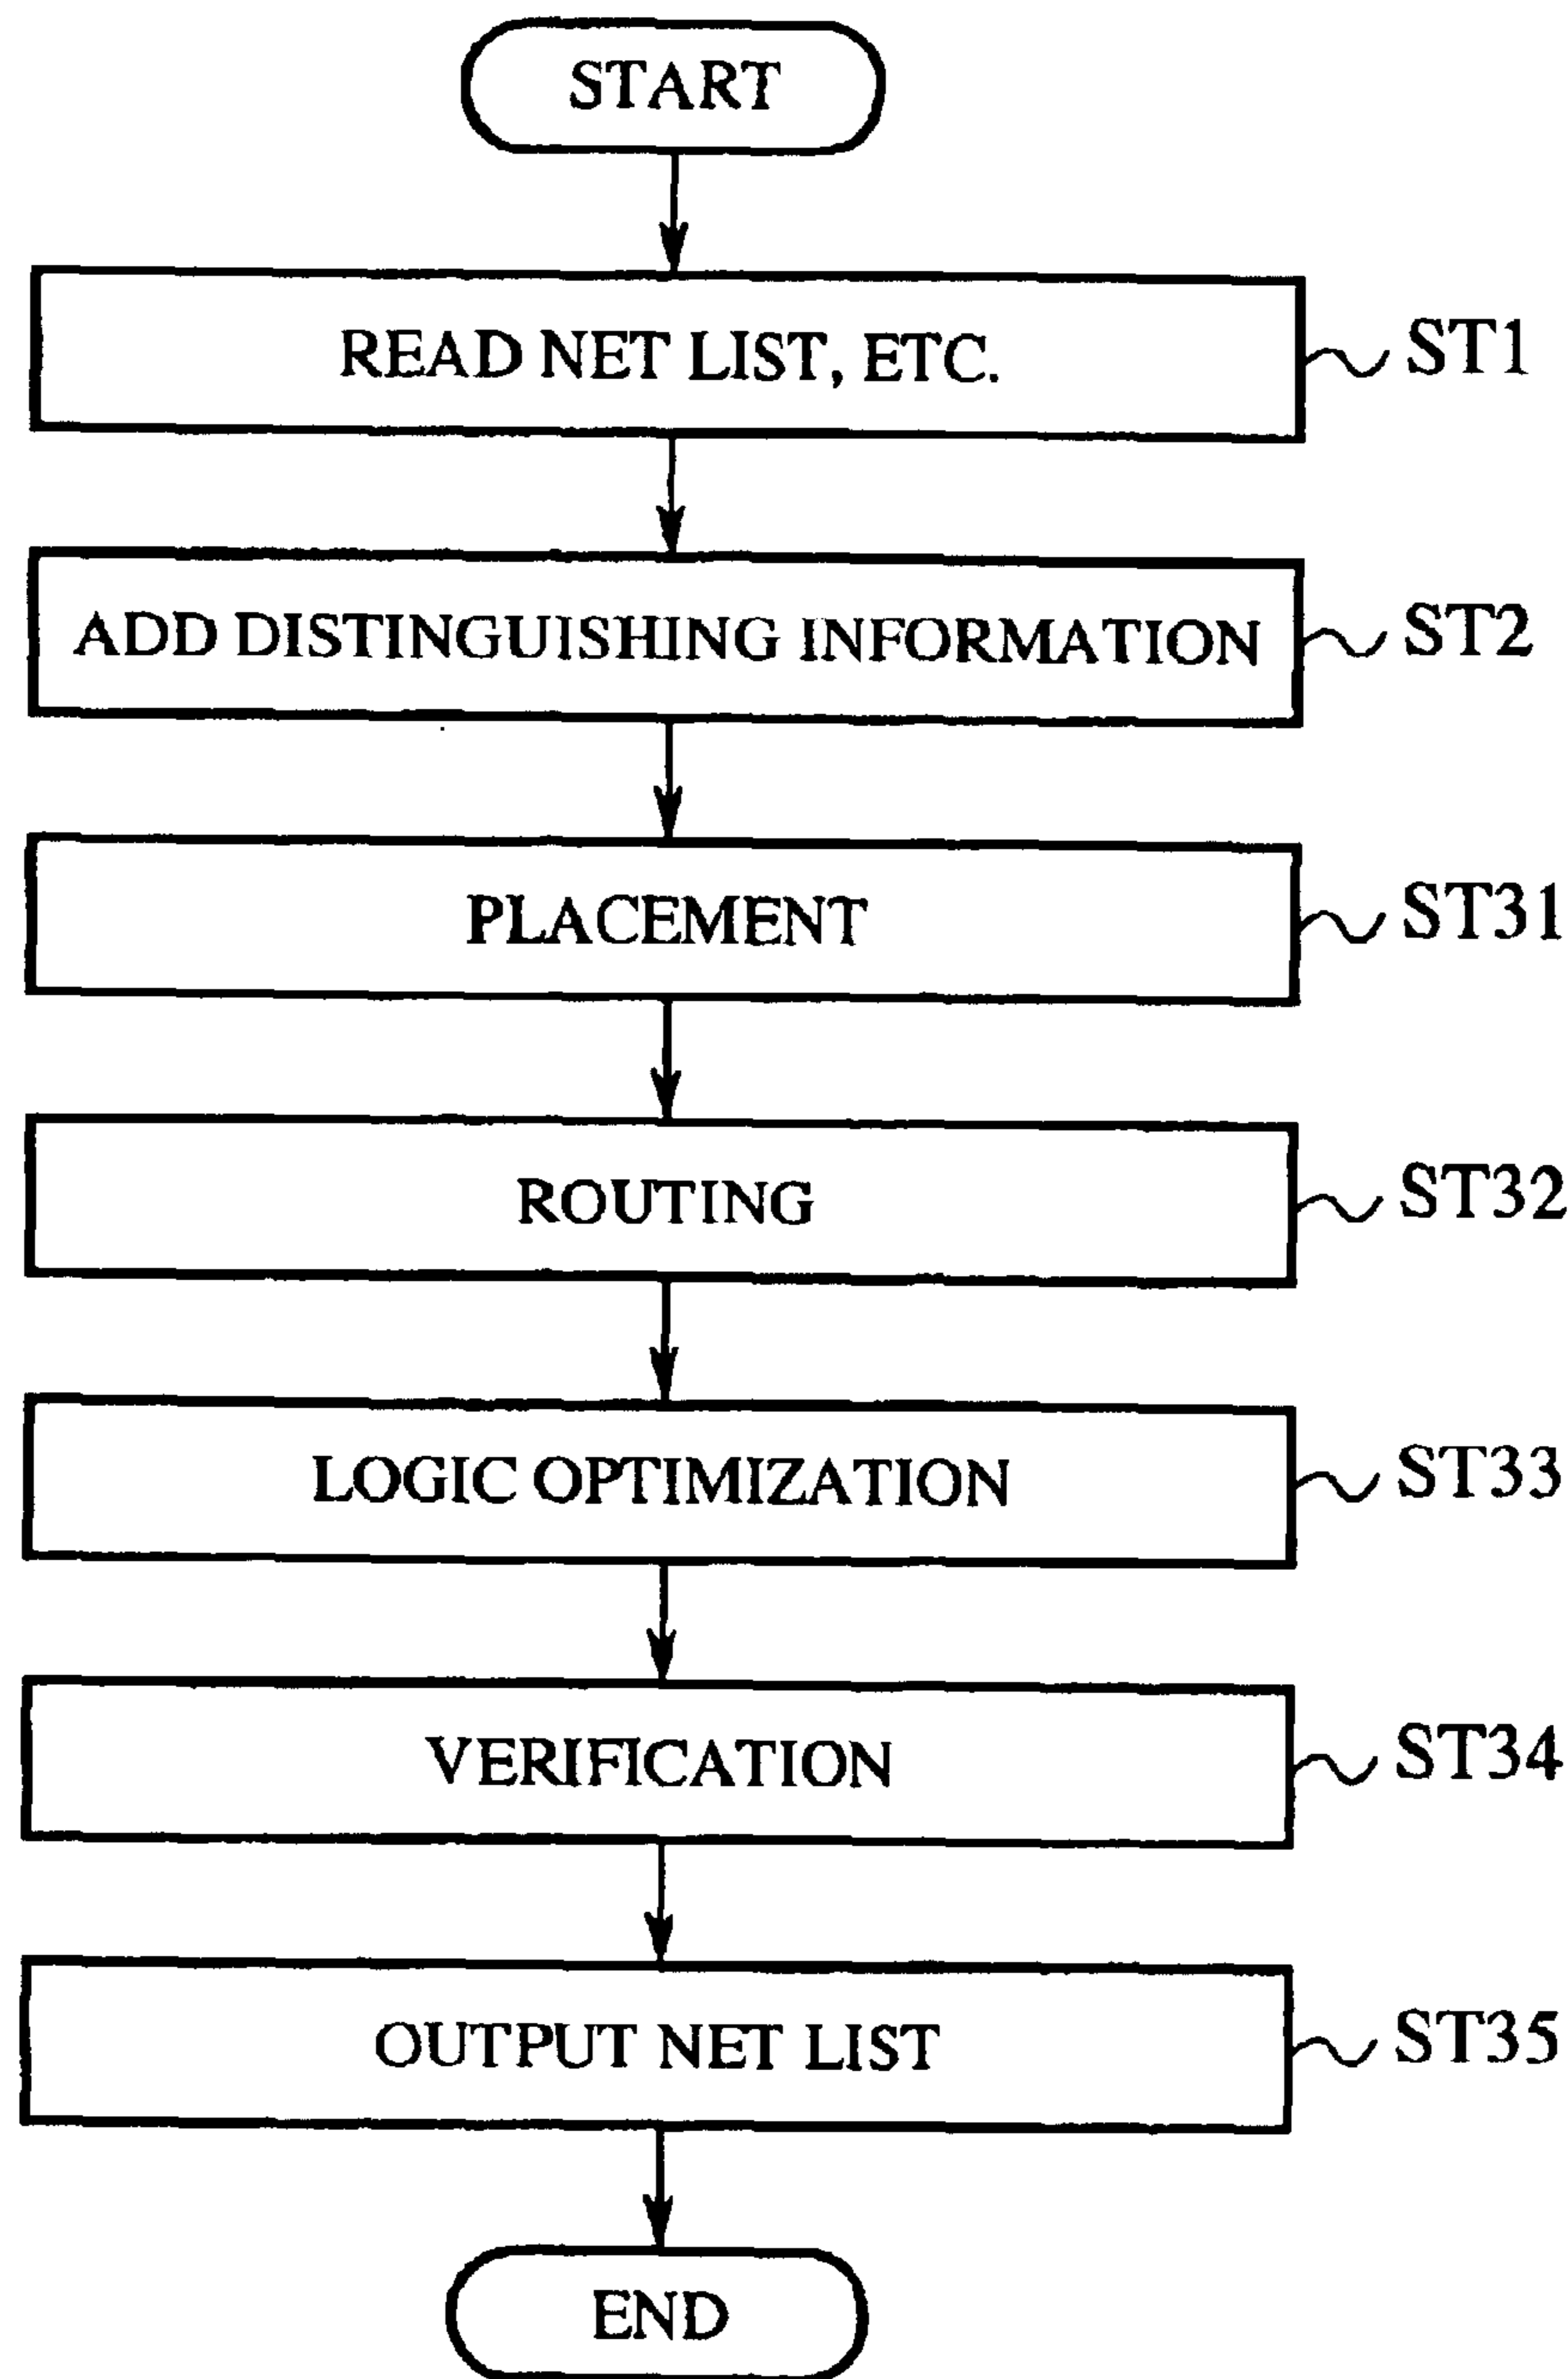 START
READ NET LIST, ETC.
ST1
ADD DISTINGUISHING INFORMATION
ST2
PLACEMENT
ST31
ROUTING
ST32
LOGIC OPTIMIZATION
ST33
VERIFICATION
ST34
OUTPUT NET LIST
ST35
END